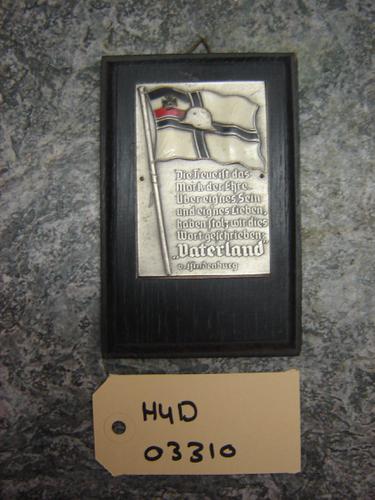 Die Treue ist das
Mark der Ehre
Über eignes Sein
und eignes Lieben,
haben stolz wir dies
Wort geschrieben:
„Vaterland“
v. Hindenburg
H4D
03310